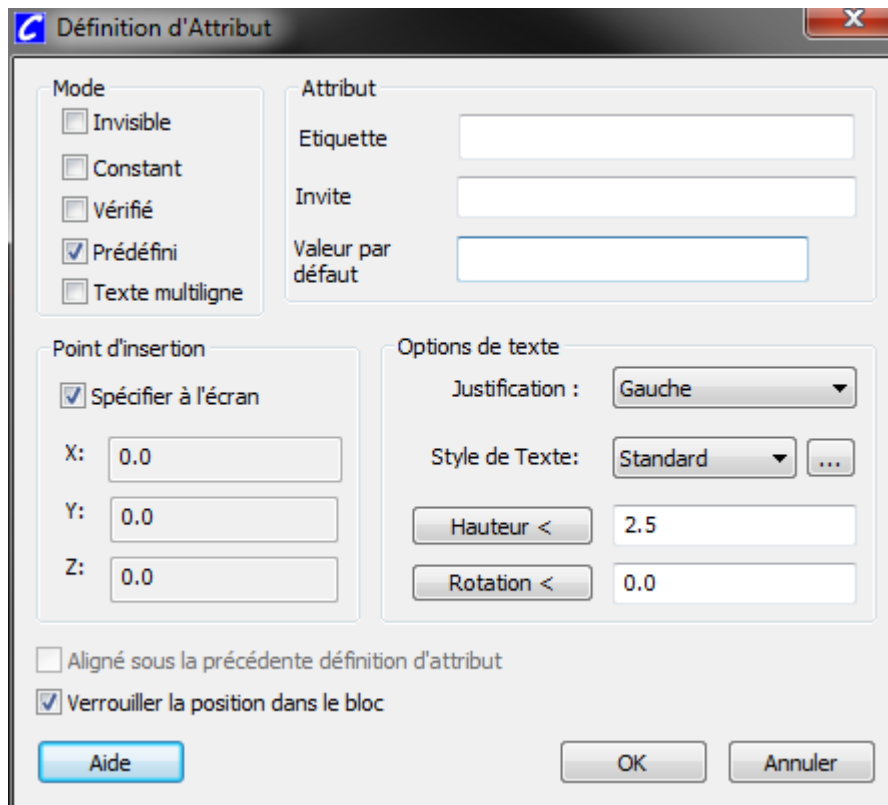 Définition d'Attribut
Mode
Invisible
Constant
Vérifié
Prédéfini
Texte multiligne
Attribut
Etiquette
Invite
Valeur par
défaut
Point d'insertion
Spécifier à l'écran
X: 0.0
Y: 0.0
Z: 0.0
Options de texte
Justification : Gauche
Style de Texte: Standard ...
Hauteur < 2.5
Rotation < 0.0
Aligné sous la précédente définition d'attribut
Verrouiller la position dans le bloc
Aide OK Annuler